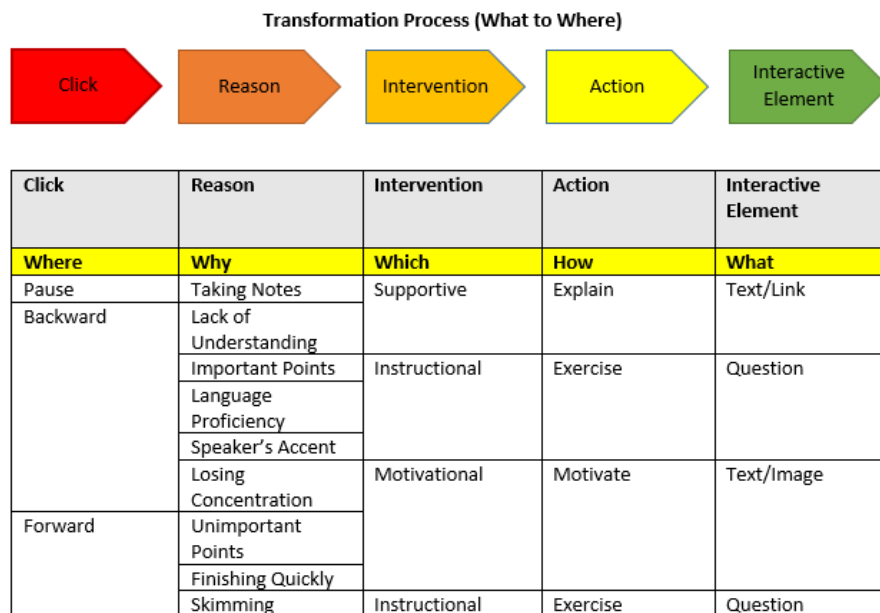 Transformation Process (What to Where)
Click
Reason
Intervention
Action
Interactive
Element
Click Reason Intervention Action Interactive
Element
Where Why Which How What
Pause Taking Notes Supportive Explain Text/Link
Backward Lack of
Understanding
Important Points Instructional Exercise Question
Language
Proficiency
Speaker's Accent
Losing Motivational Motivate Text/Image
Concentration
Forward Unimportant
Points
Finishing Quickly
Skimming Instructional Exercise Question